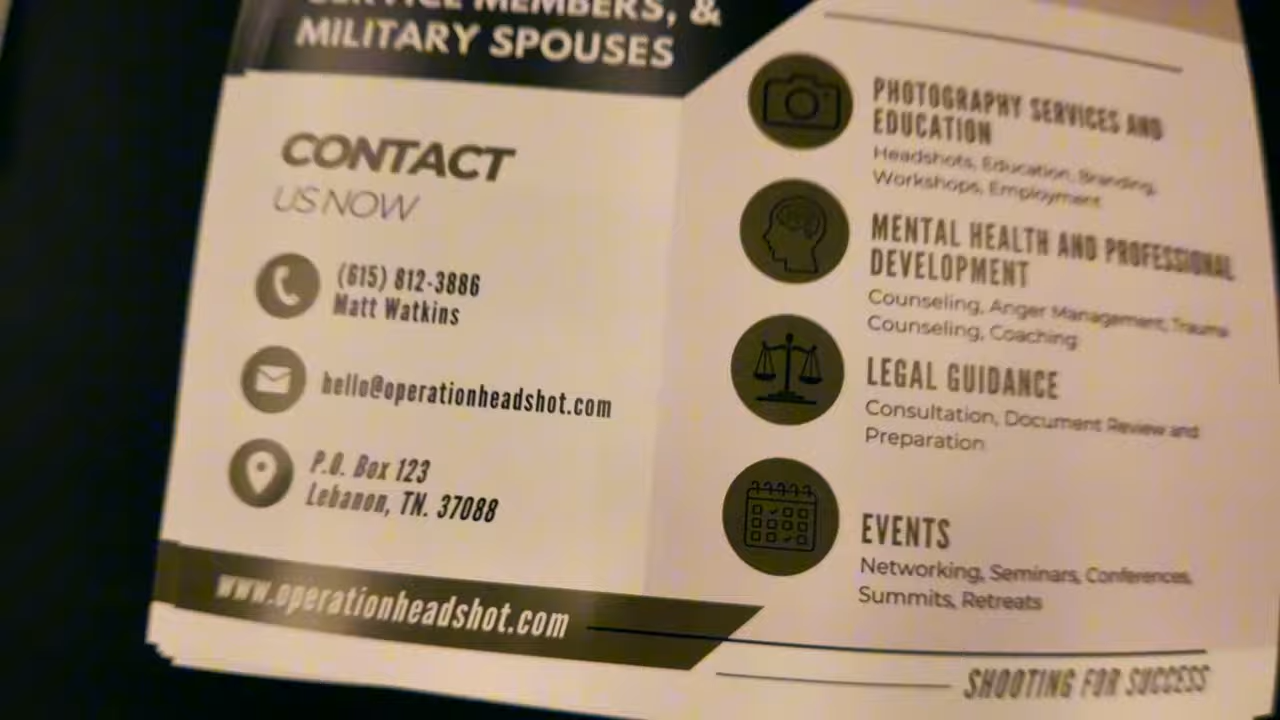 SERVICE MEMBERS, &
MILITARY SPOUSES
CONTACT
US NOW
(615) 812-3886
Matt Watkins
hello@operationheadshot.com
P.O. Box 123
Lebanon, TN. 37088
www.operationheadshot.com
PHOTOGRAPHY SERVICES AND
EDUCATION
Headshots, Education, Branding,
Workshops, Employment
MENTAL HEALTH AND PROFESSIONAL
DEVELOPMENT
Counseling, Anger Management, Trauma
Counseling, Coaching
LEGAL GUIDANCE
Consultation, Document Review and
Preparation
EVENTS
Networking, Seminars, Conferences,
Summits, Retreats
SHOOTING FOR SUCCESS